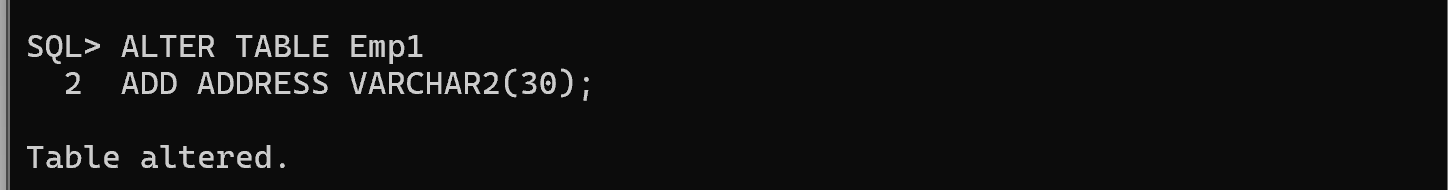 SQL> ALTER TABLE Emp1
  2  ADD ADDRESS VARCHAR2(30);
Table altered.